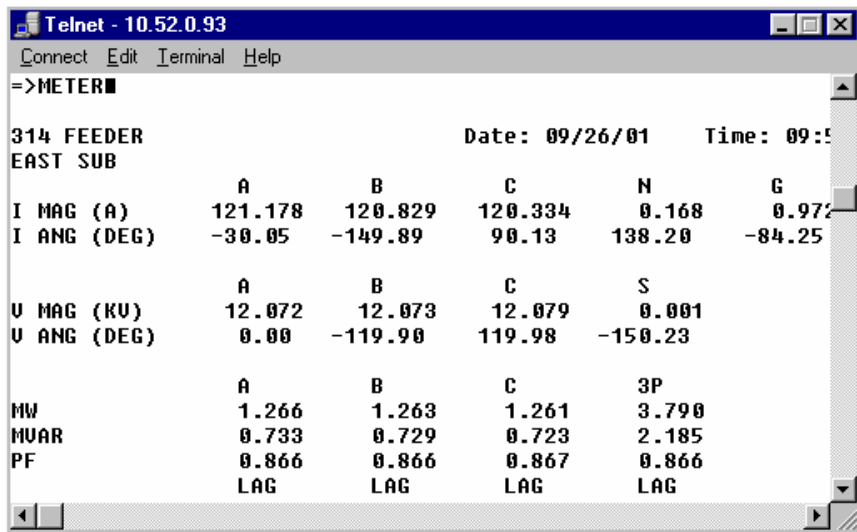 Telnet - 10.52.0.93
Connect Edit Terminal Help
=>METER
314 FEEDER Date: 09/26/01 Time: 09:5
EAST SUB
A B C N G
I MAG (A) 121.178 120.829 120.334 0.168 0.972
I ANG (DEG) -30.05 -149.89 90.13 138.20 -84.25
A B C S
V MAG (KV) 12.072 12.073 12.079 0.001
V ANG (DEG) 0.00 -119.90 119.98 -150.23
A B C 3P
MW 1.266 1.263 1.261 3.790
MVAR 0.733 0.729 0.723 2.185
PF 0.866 0.866 0.867 0.866
LAG LAG LAG LAG